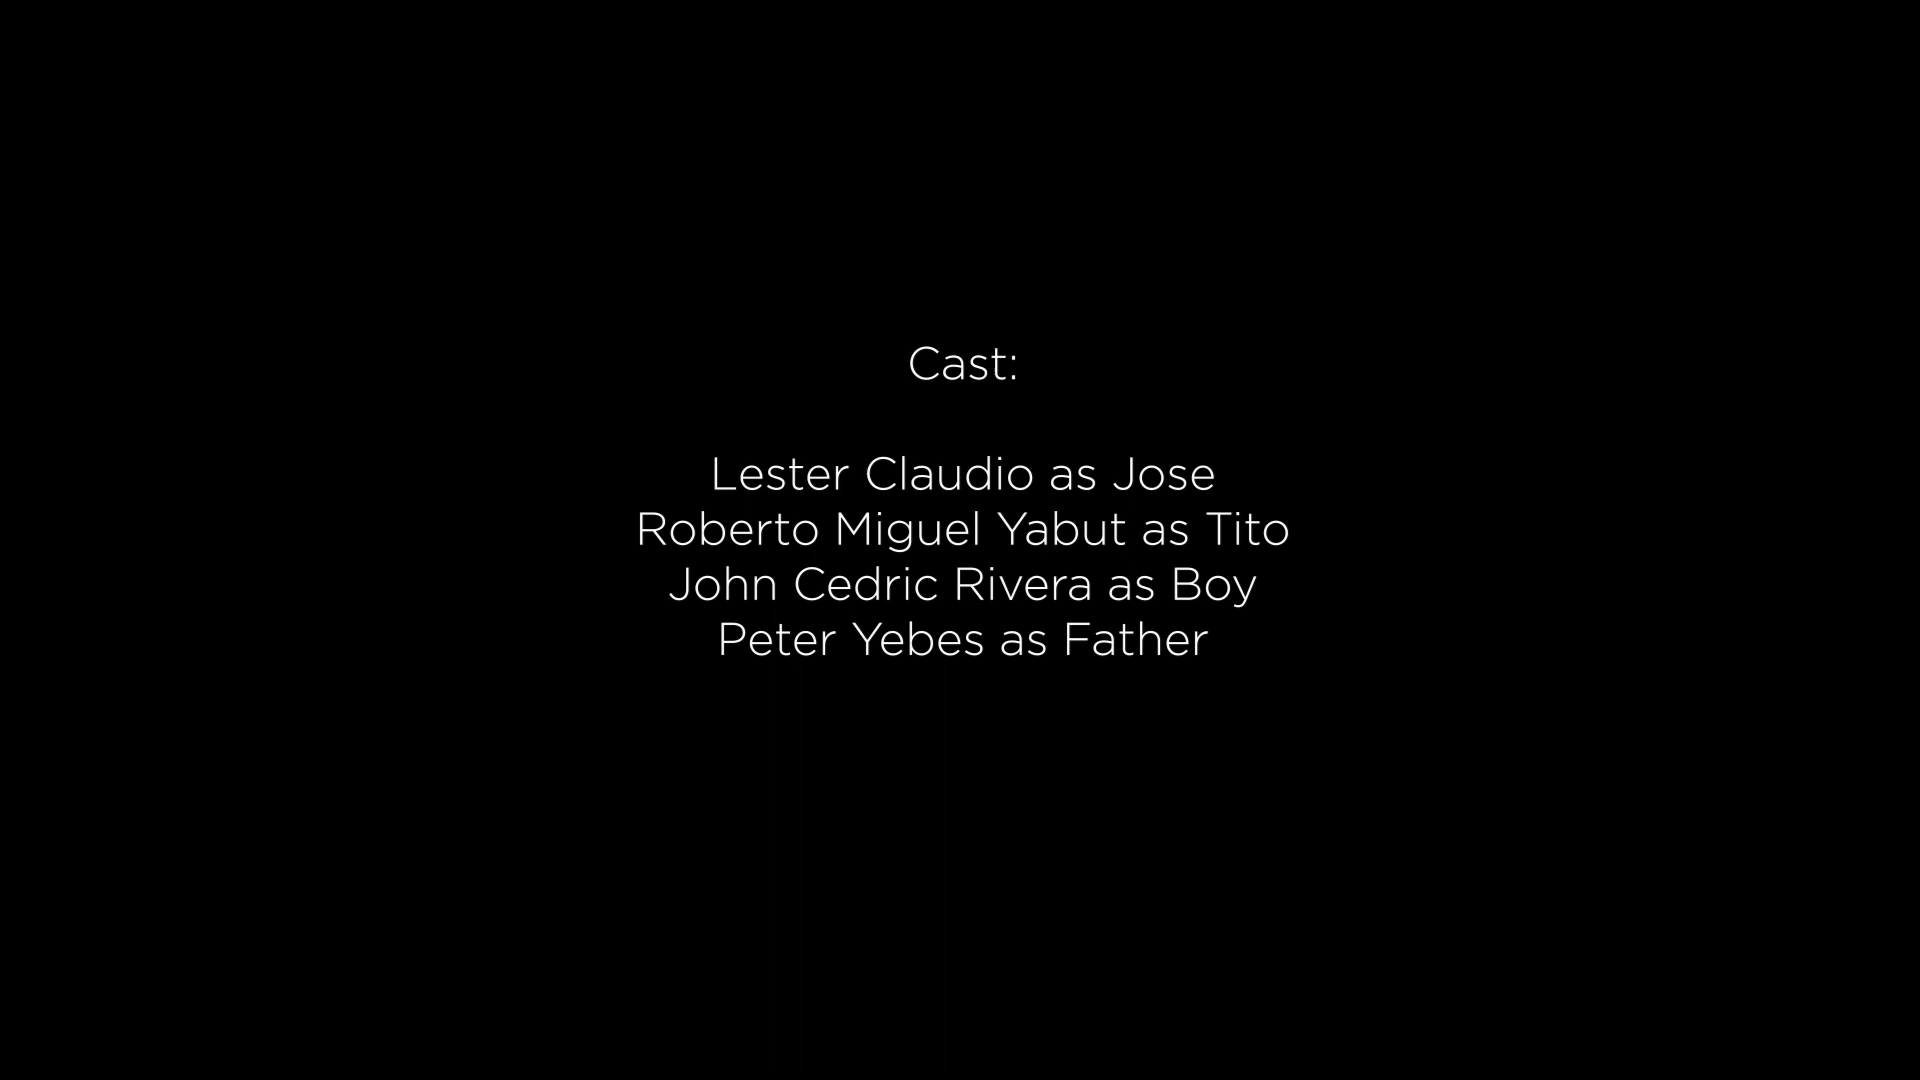 Cast:
Lester Claudio as Jose
Roberto Miguel Yabut as Tito
John Cedric Rivera as Boy
Peter Yebes as Father